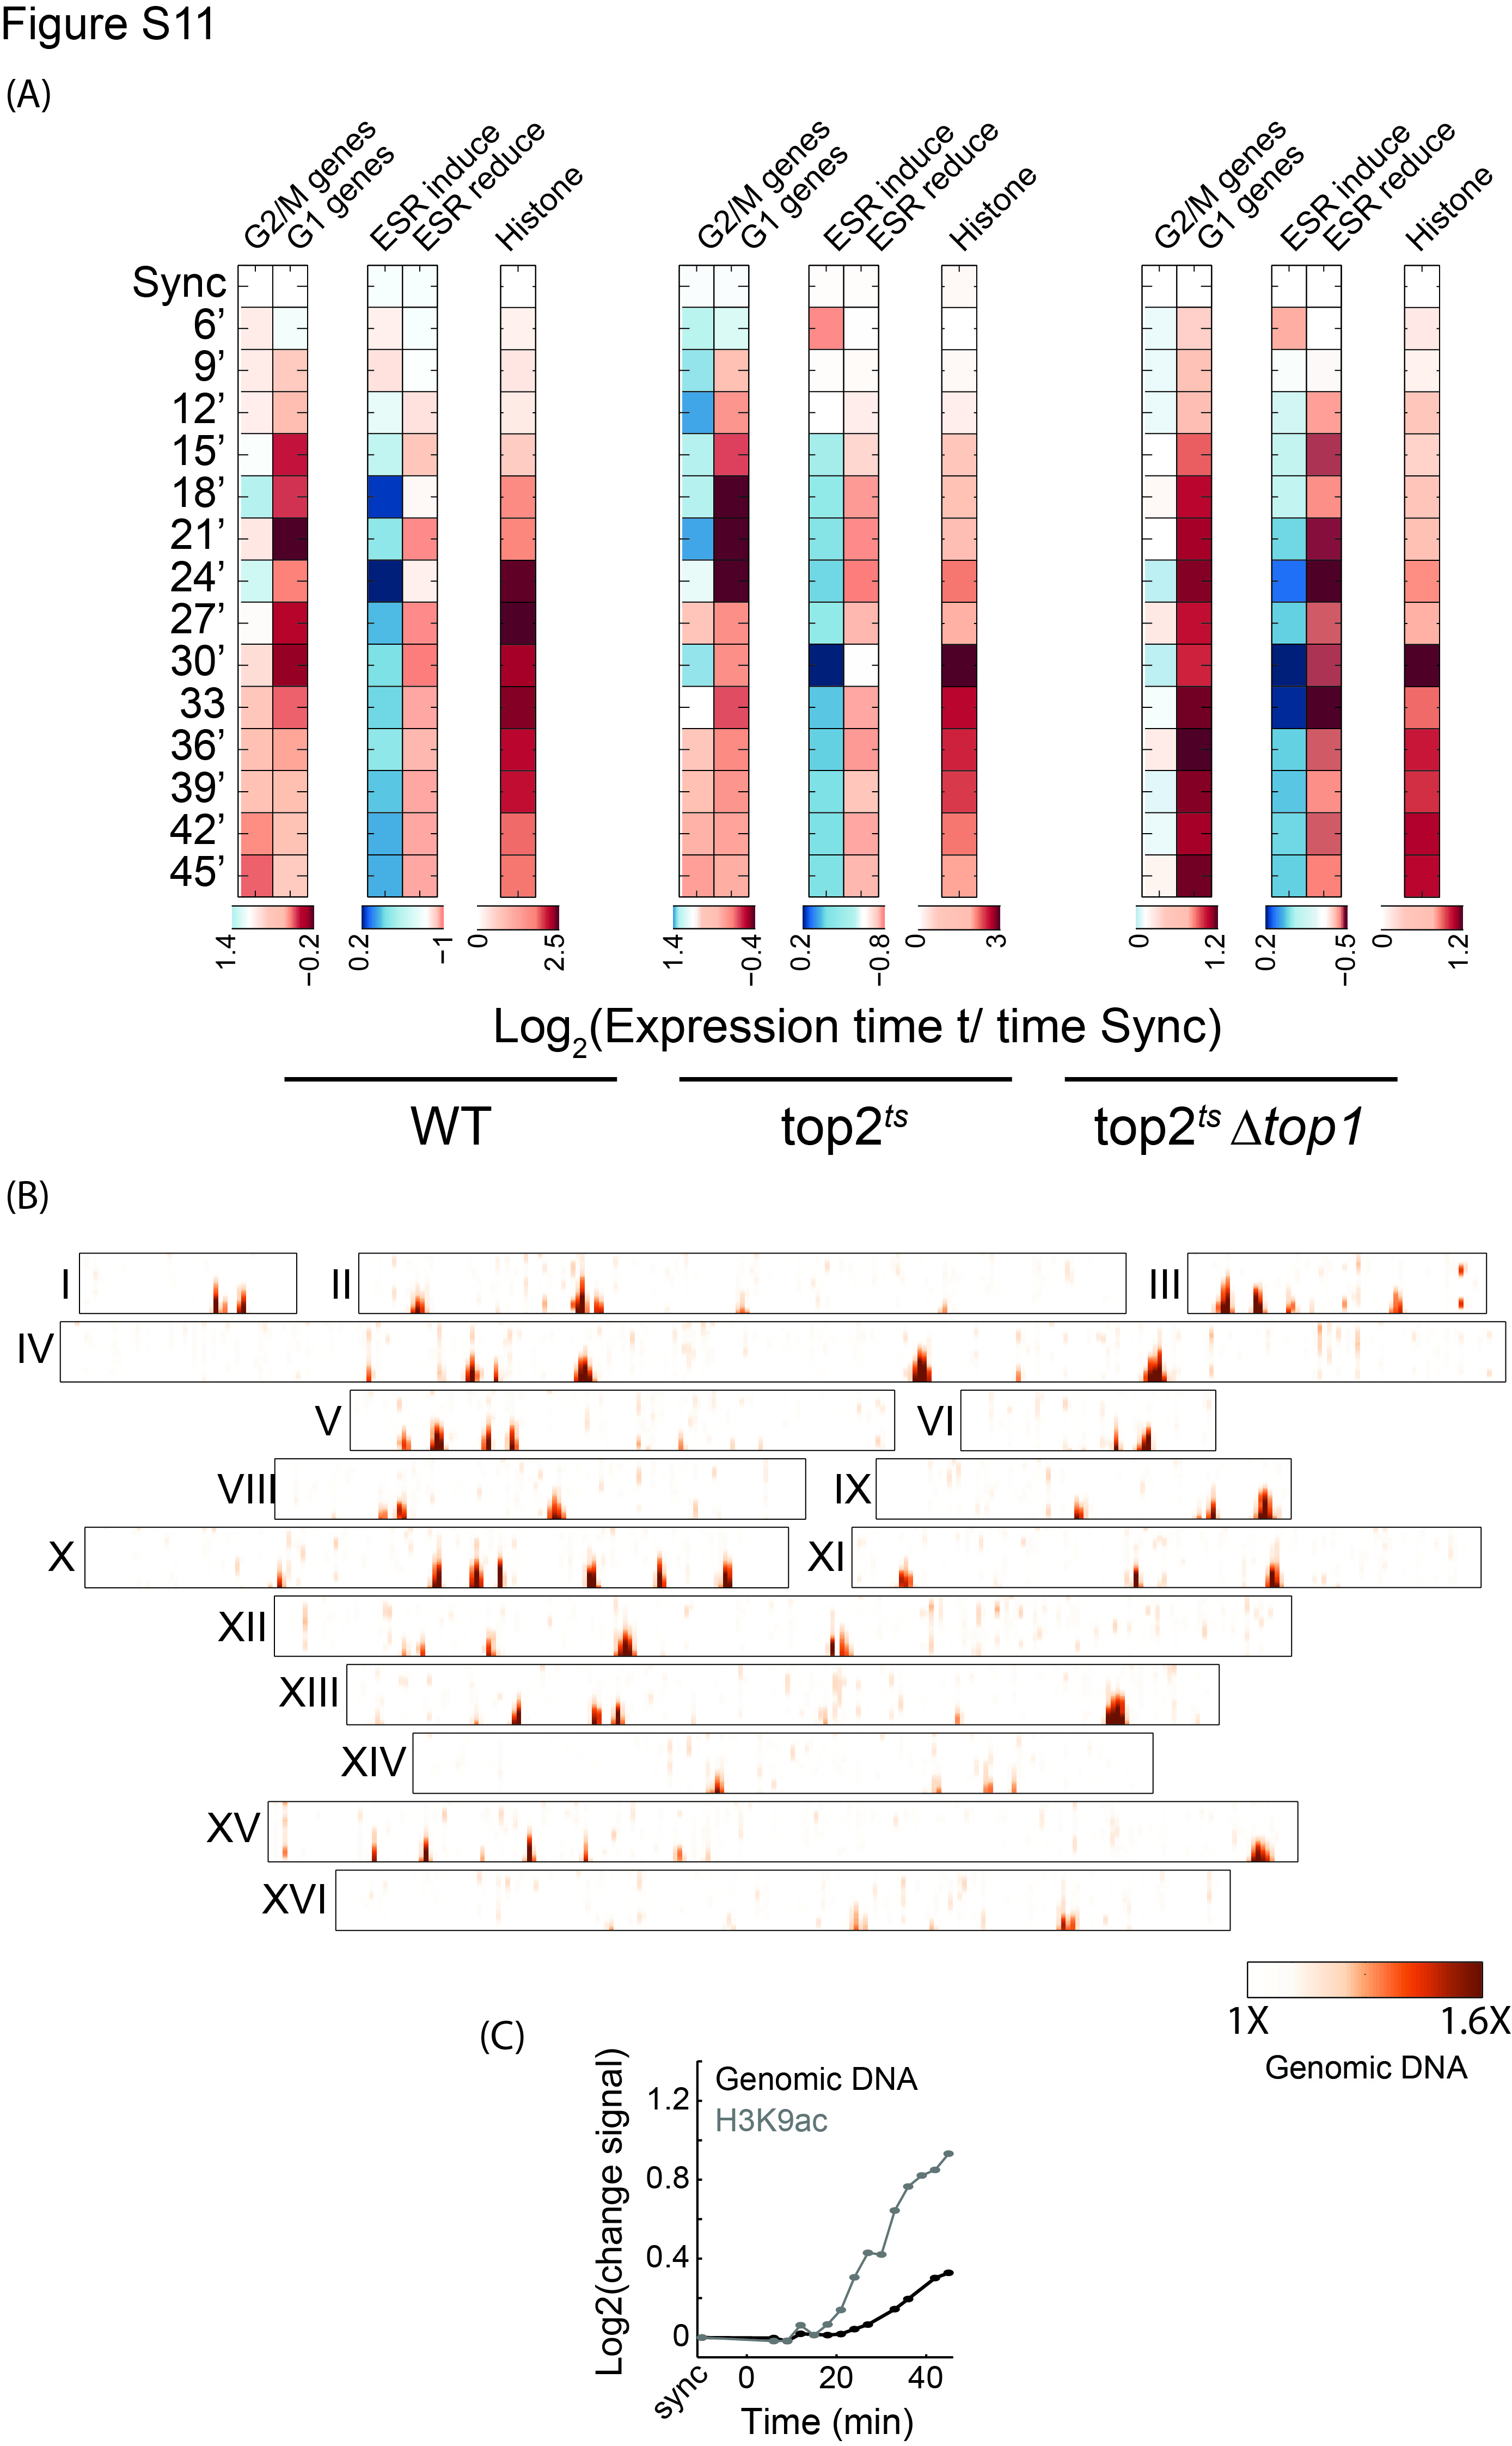 Figure S11
(A)
G2/M genes
G1 genes
ESR induce
ESR reduce
Histone
G2/M genes
G1 genes
ESR induce
ESR reduce
Histone
G2/M genes
G1 genes
ESR induce
ESR reduce
Histone
Sync
6’
9’
12’
15’
18’
21’
24’
27’
30’
33
36’
39’
42’
45’
1.4 −0.2 0.2 −1 0 2.5 1.4 −0.4 0.2 −0.8 0 3 0 1.2 0.2 −0.5 0 1.2
Log2(Expression time t/ time Sync)
WT top2ts top2ts Δtop1
(B)
I II III
IV
V VI
VIII IX
X XI
XII
XIII
XIV
XV
XVI
1X 1.6X
Genomic DNA
(C)
Log2(change signal)
1.2
0.8
0.4
0
Genomic DNA
H3K9ac
sync 0 20 40
Time (min)